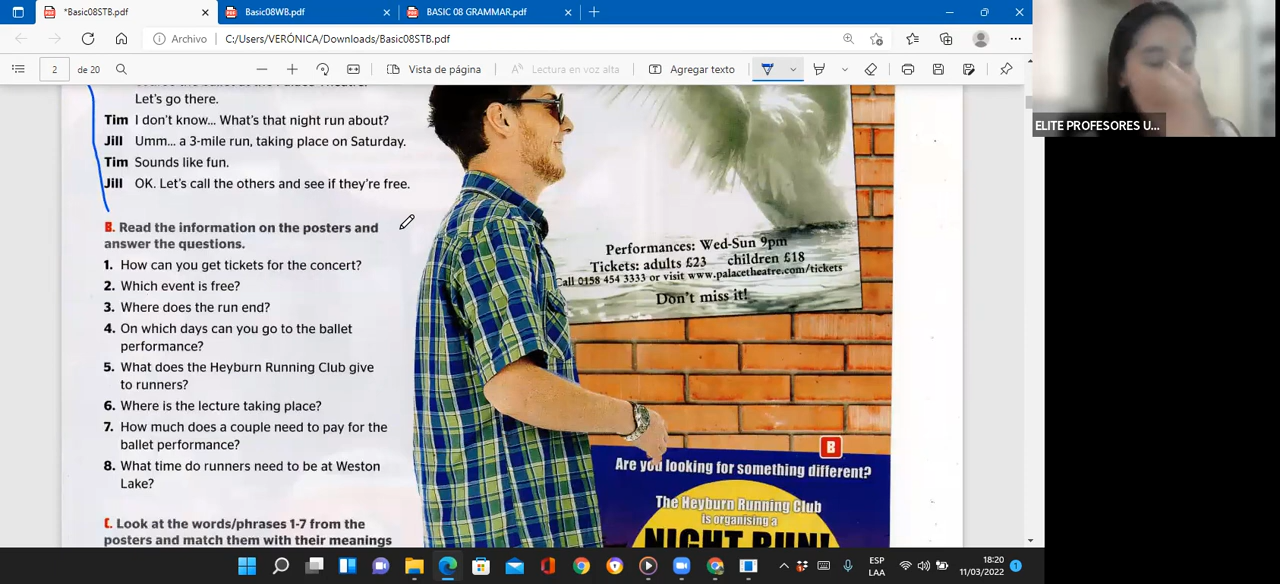 *Basic08STB.pdf
Basic08WB.pdf
BASIC 08 GRAMMAR.pdf
Archivo
C:/Users/VERÓNICA/Downloads/Basic08STB.pdf
2
de 20
Vista de página
Lectura en voz alta
Agregar texto
ELITE PROFESORES U...
Let's go there.
Tim I don't know... What's that night run about?
Jill Umm... a 3-mile run, taking place on Saturday.
Tim Sounds like fun.
Jill OK. Let's call the others and see if they're free.
B. Read the information on the posters and
answer the questions.
1. How can you get tickets for the concert?
2. Which event is free?
3. Where does the run end?
4. On which days can you go to the ballet
performance?
5. What does the Heyburn Running Club give
to runners?
6. Where is the lecture taking place?
7. How much does a couple need to pay for the
ballet performance?
8. What time do runners need to be at Weston
Lake?
C. Look at the words/phrases 1-7 from the
posters and match them with their meanings
Performances: Wed-Sun 9pm
Tickets: adults £23 children £18
Call 0158 454 3333 or visit www.palacetheatre.com/tickets
Don't miss it!
B
Are you looking for something different?
The Heyburn Running Club
is organising a
NIGHT RUN!
ESP
LAA
18:20
11/03/2022
1